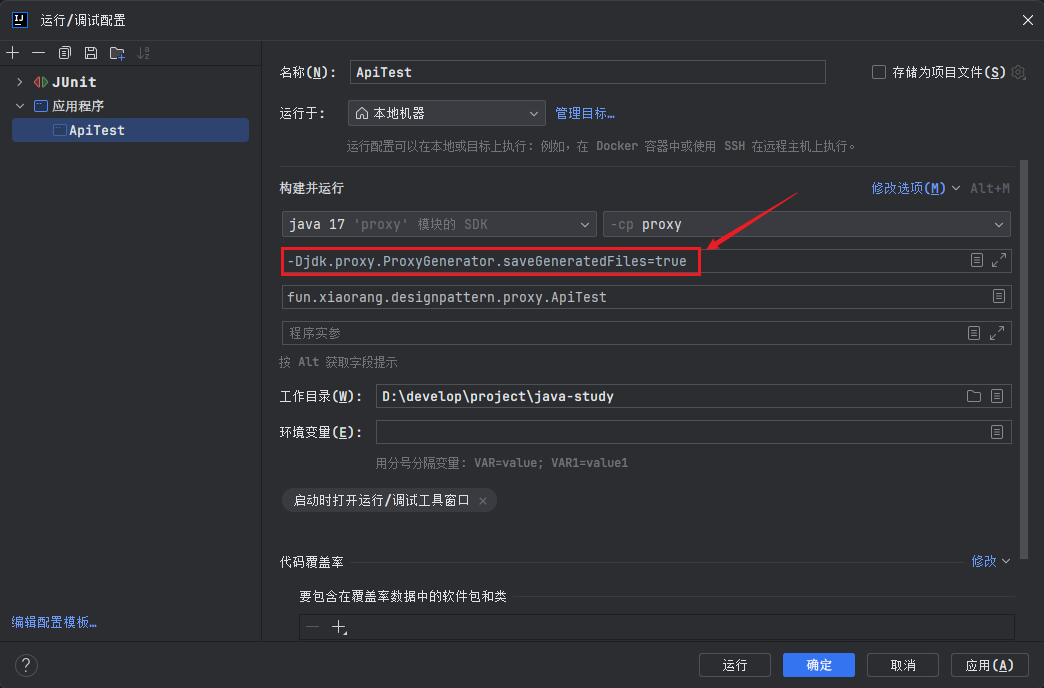 运行/调试配置
JUnit
应用程序
ApiTest
编辑配置模板…
名称(N): ApiTest 存储为项目文件(S)
运行于: 本地机器 管理目标…
运行配置可以在本地或目标上执行: 例如，在 Docker 容器中或使用 SSH 在远程主机上执行。
构建并运行 修改选项(M) Alt+M
java 17 'proxy' 模块的 SDK -cp proxy
-Djdk.proxy.ProxyGenerator.saveGeneratedFiles=true
fun.xiaorang.designpattern.proxy.ApiTest
程序实参
按 Alt 获取字段提示
工作目录(W): D:\develop\project\java-study
环境变量(E):
用分号分隔变量: VAR=value; VAR1=value1
启动时打开运行/调试工具窗口 ×
代码覆盖率 修改
要包含在覆盖率数据中的软件包和类
? 运行 确定 取消 应用(A)